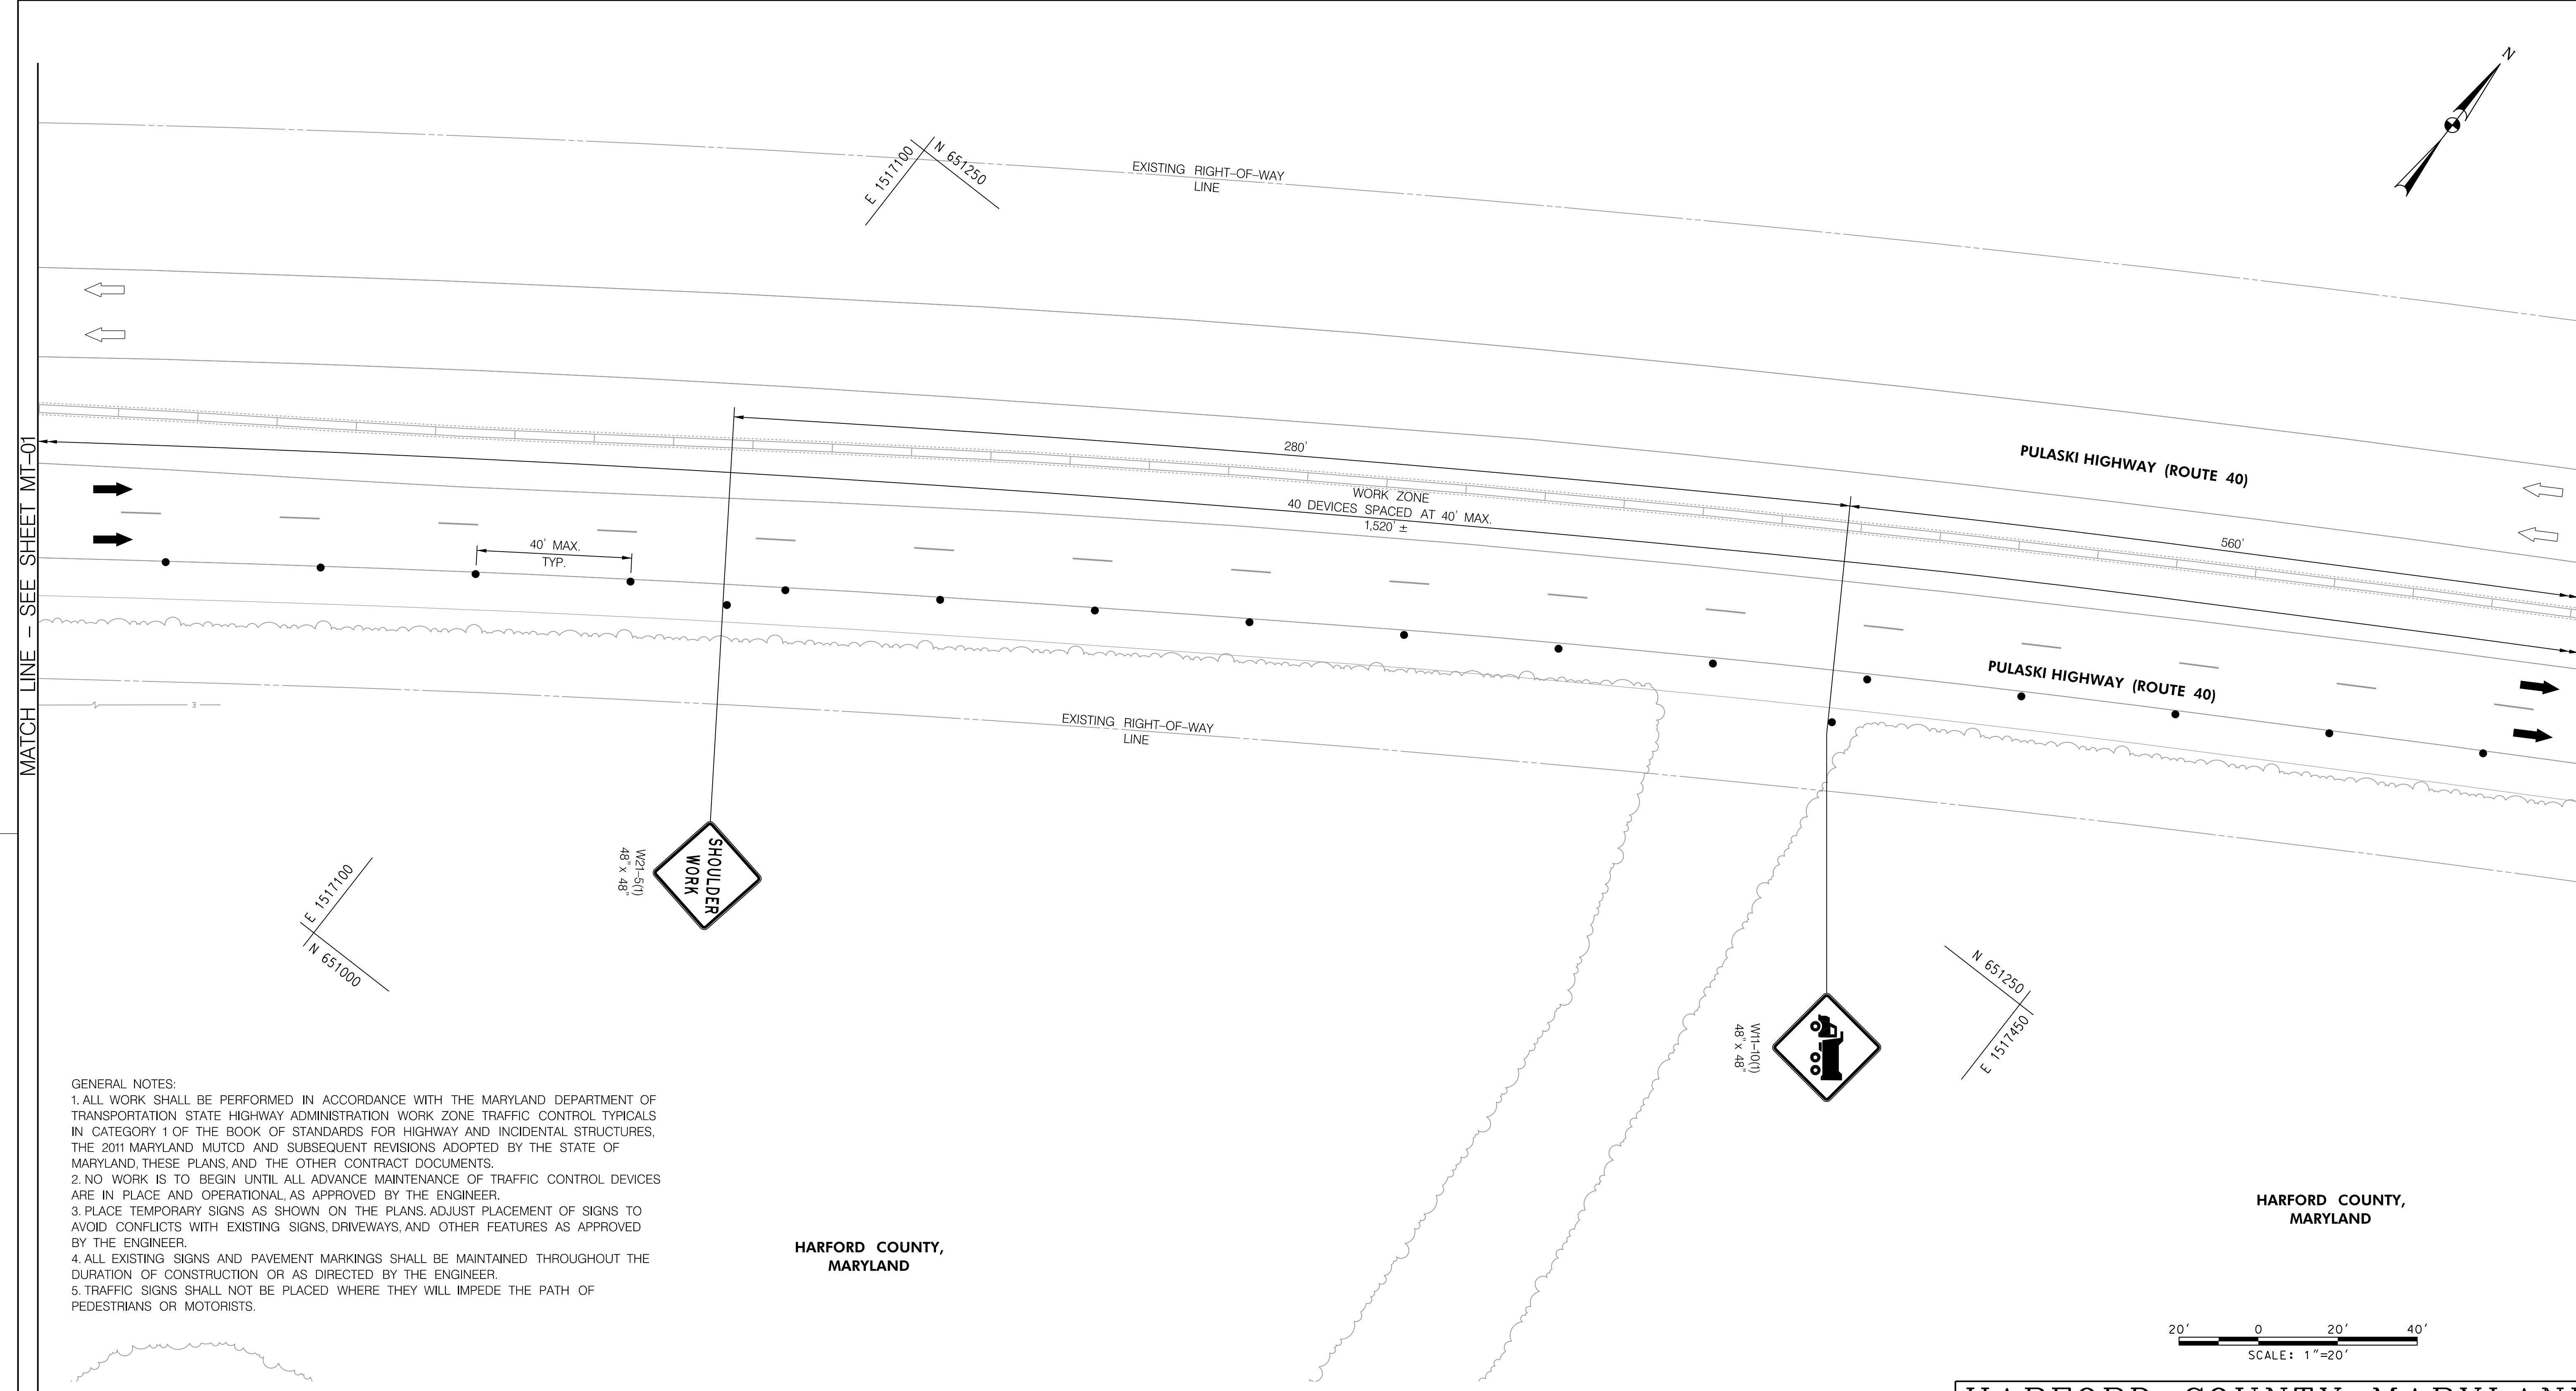 N
E 1517100
N 651250
EXISTING RIGHT–OF–WAY
LINE
MATCH LINE – SEE SHEET MT–01
280'
WORK ZONE
40 DEVICES SPACED AT 40' MAX.
1,520' ±
PULASKI HIGHWAY (ROUTE 40)
560'
40' MAX.
TYP.
PULASKI HIGHWAY (ROUTE 40)
E
EXISTING RIGHT–OF–WAY
LINE
SHOULDER
WORK
W21–5(1)
48" x 48"
E 1517100
N 651000
W11–10(1)
48" x 48"
N 651250
E 1517450
GENERAL NOTES:
1. ALL WORK SHALL BE PERFORMED IN ACCORDANCE WITH THE MARYLAND DEPARTMENT OF
TRANSPORTATION STATE HIGHWAY ADMINISTRATION WORK ZONE TRAFFIC CONTROL TYPICALS
IN CATEGORY 1 OF THE BOOK OF STANDARDS FOR HIGHWAY AND INCIDENTAL STRUCTURES,
THE 2011 MARYLAND MUTCD AND SUBSEQUENT REVISIONS ADOPTED BY THE STATE OF
MARYLAND, THESE PLANS, AND THE OTHER CONTRACT DOCUMENTS.
2. NO WORK IS TO BEGIN UNTIL ALL ADVANCE MAINTENANCE OF TRAFFIC CONTROL DEVICES
ARE IN PLACE AND OPERATIONAL, AS APPROVED BY THE ENGINEER.
3. PLACE TEMPORARY SIGNS AS SHOWN ON THE PLANS. ADJUST PLACEMENT OF SIGNS TO
AVOID CONFLICTS WITH EXISTING SIGNS, DRIVEWAYS, AND OTHER FEATURES AS APPROVED
BY THE ENGINEER.
4. ALL EXISTING SIGNS AND PAVEMENT MARKINGS SHALL BE MAINTAINED THROUGHOUT THE
DURATION OF CONSTRUCTION OR AS DIRECTED BY THE ENGINEER.
5. TRAFFIC SIGNS SHALL NOT BE PLACED WHERE THEY WILL IMPEDE THE PATH OF
PEDESTRIANS OR MOTORISTS.
HARFORD COUNTY,
MARYLAND
HARFORD COUNTY,
MARYLAND
20' 0 20' 40'
SCALE: 1"=20'